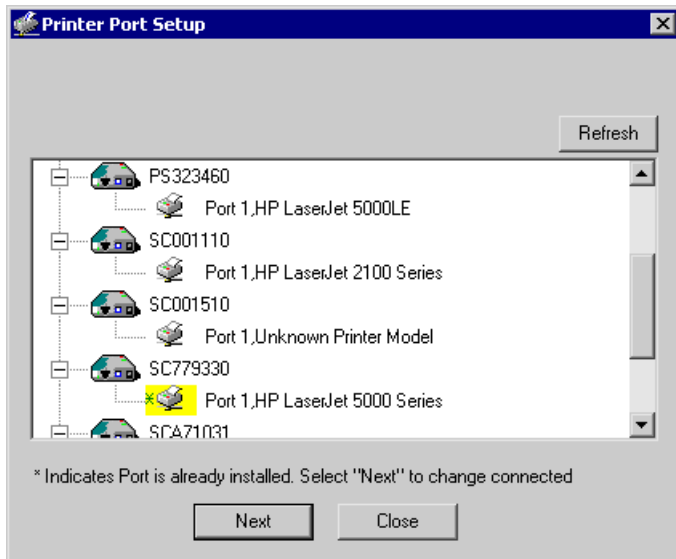 Printer Port Setup
Refresh
PS323460
Port 1,HP LaserJet 5000LE
SC001110
Port 1,HP LaserJet 2100 Series
SC001510
Port 1,Unknown Printer Model
SC779330
* Port 1,HP LaserJet 5000 Series
SCA71031
* Indicates Port is already installed. Select "Next" to change connected
Next Close